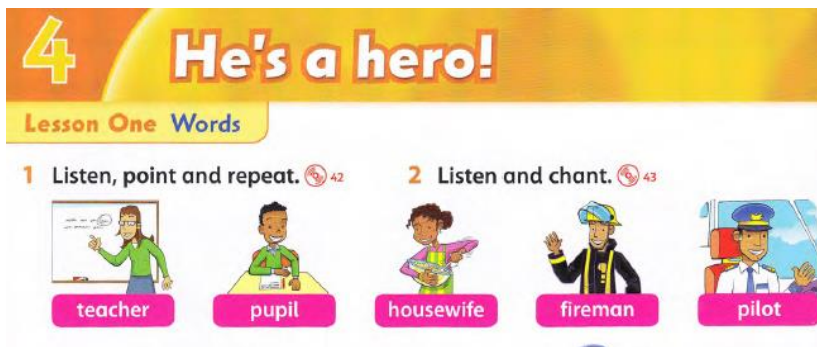 4 He's a hero!
Lesson One Words
1 Listen, point and repeat. 42 2 Listen and chant. 43
teacher pupil housewife fireman pilot